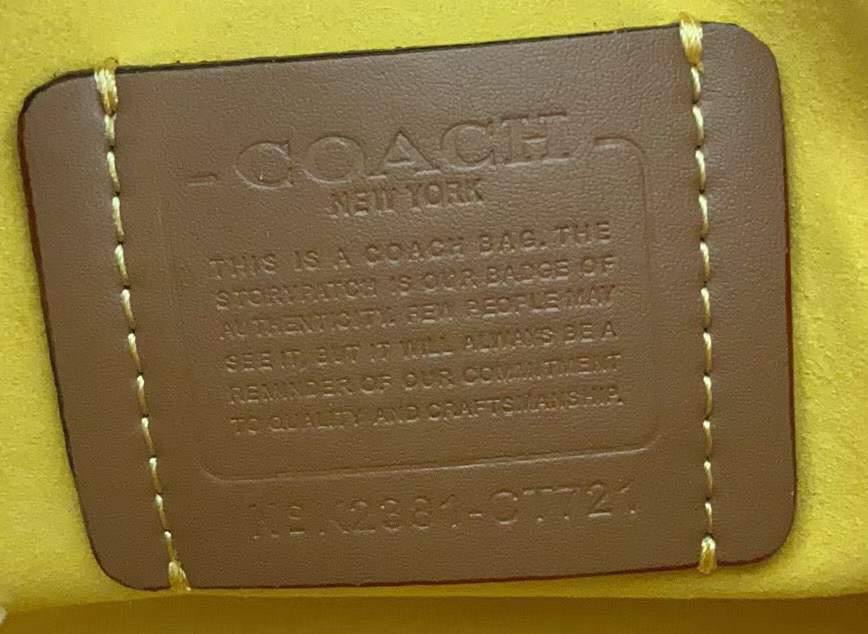 COACH
NEW YORK
THIS IS A COACH BAG. THE
STORYPATCH IS OUR BADGE OF
AUTHENTICITY. FEW PEOPLE MAY
SEE IT, BUT IT WILL ALWAYS BE A
REMINDER OF OUR COMMITMENT
TO QUALITY AND CRAFTSMANSHIP.
№ K2381-CT721